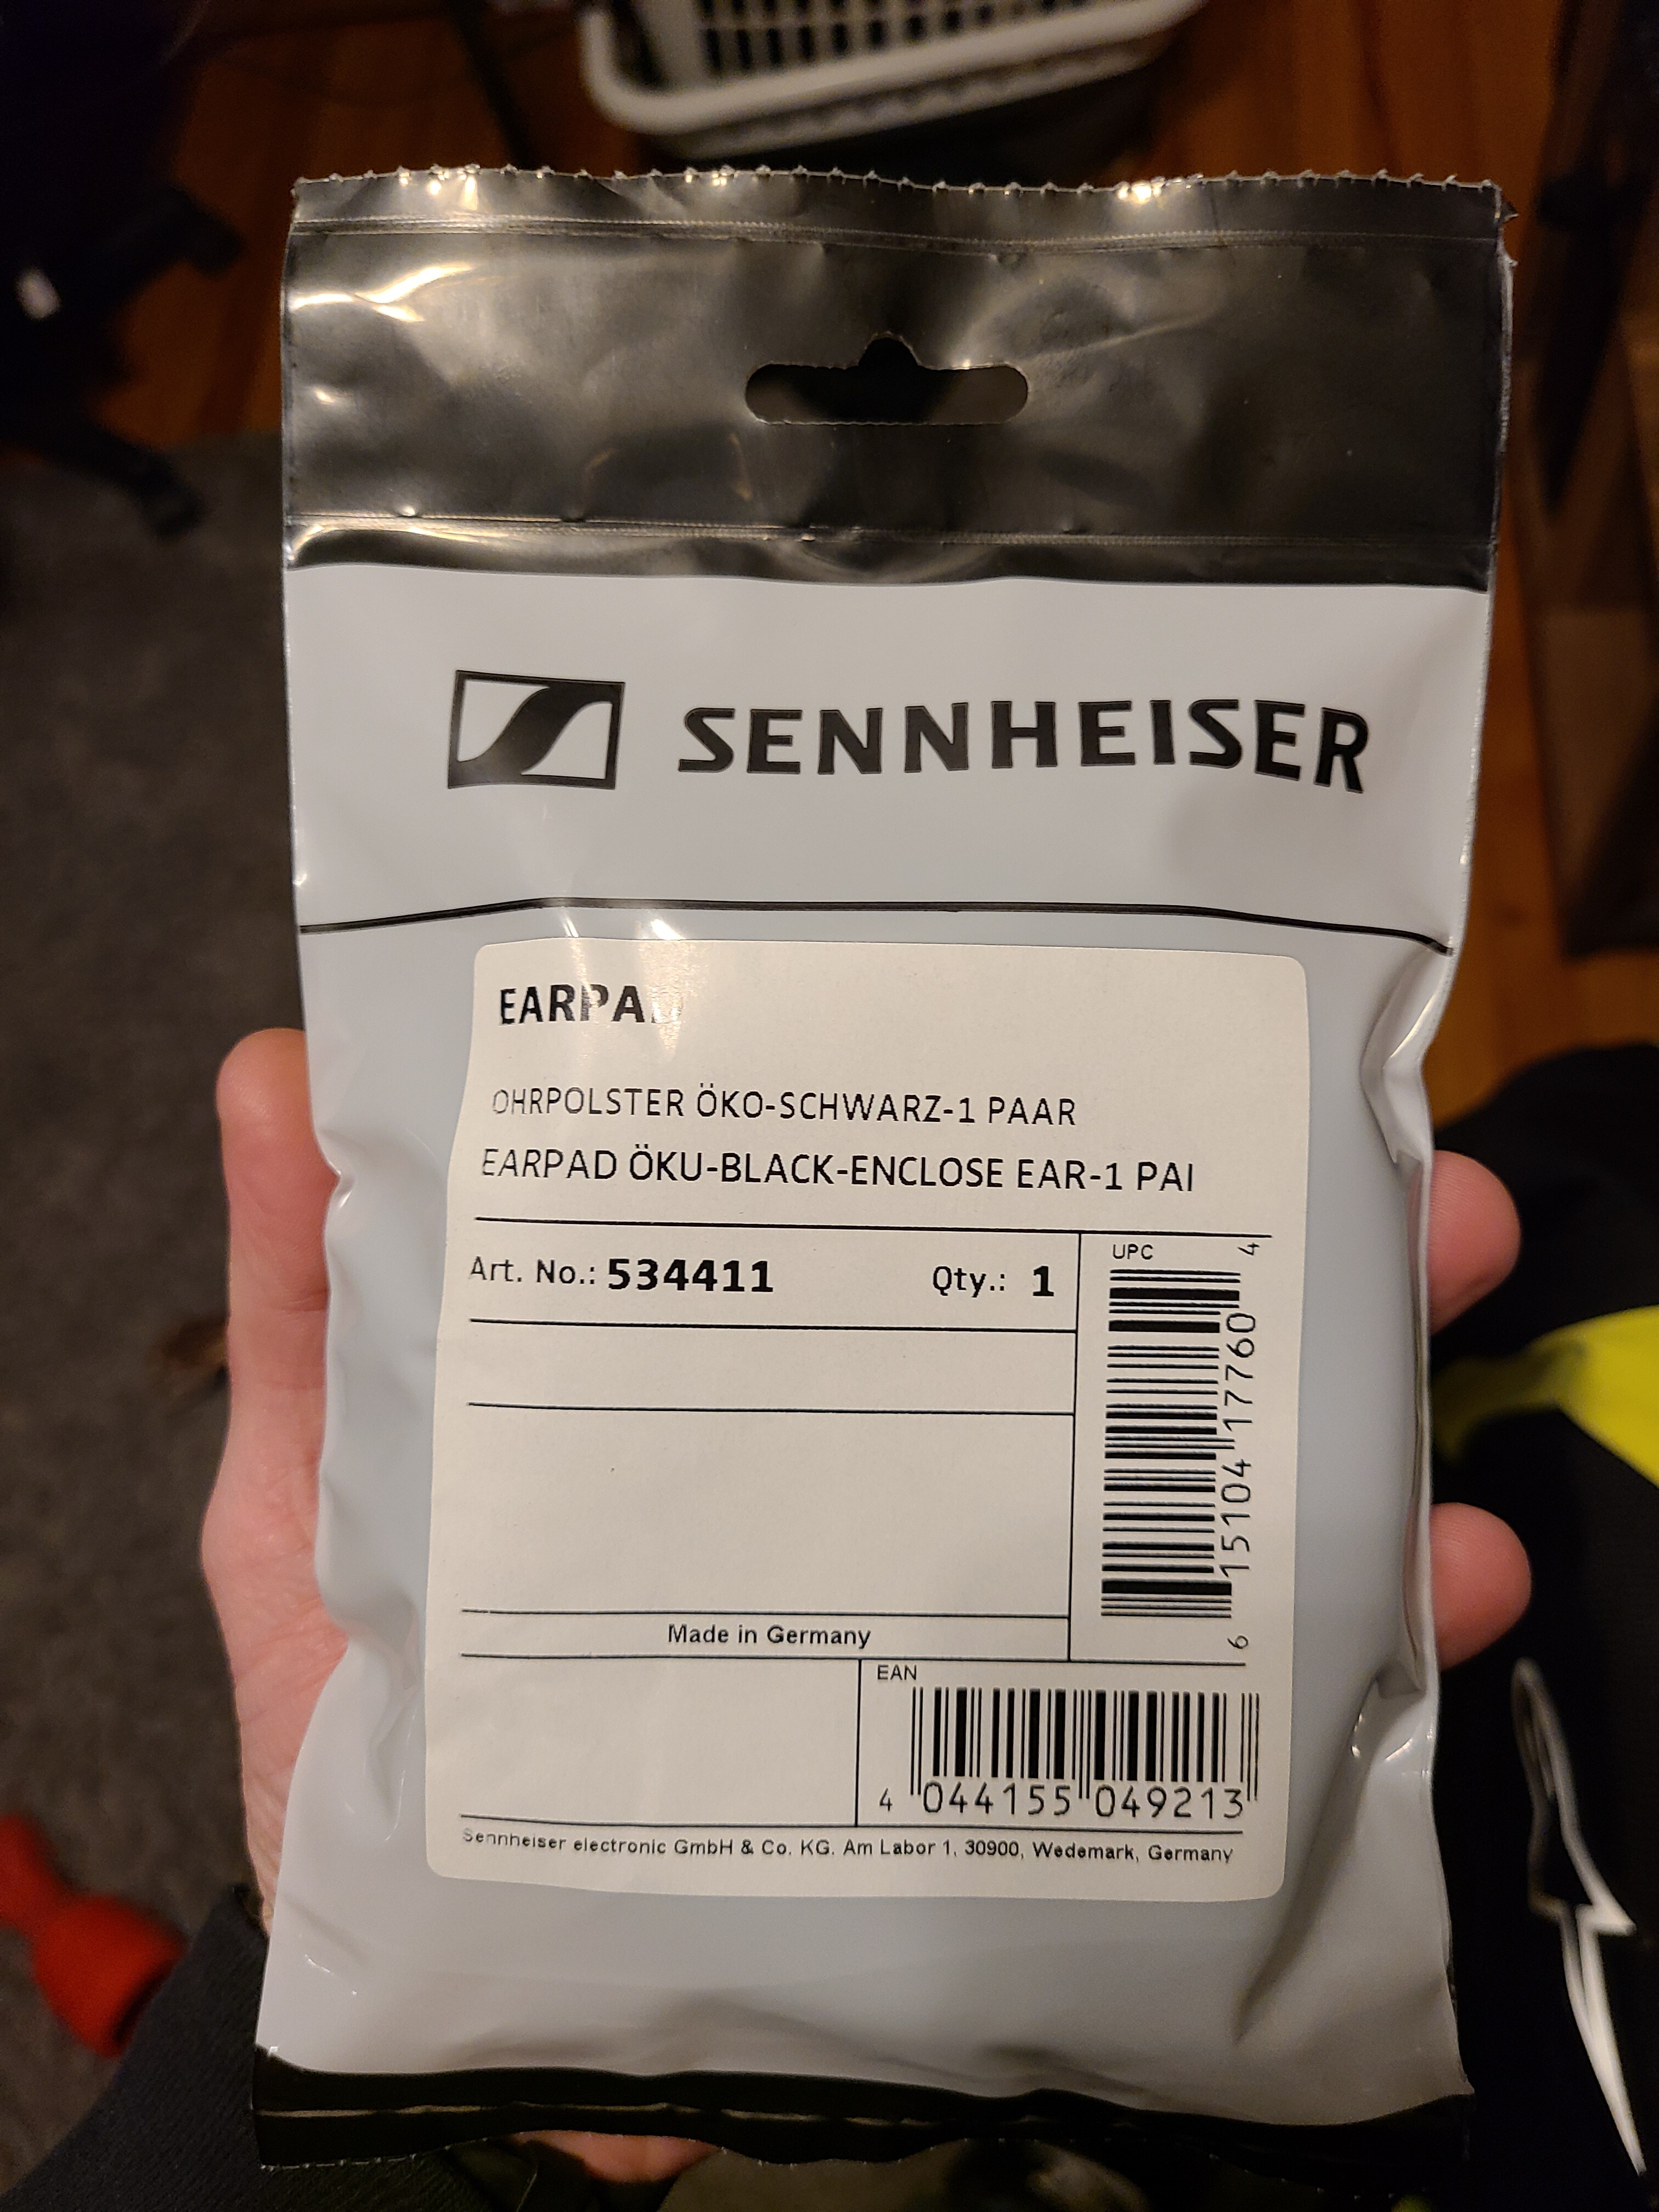 SENNHEISER
OHRPOLSTER ÖKO-SCHWARZ-1 PAAR
EARPAD ÖKU-BLACK-ENCLOSE EAR-1 PAI
Art. No.: 534411 Qty.: 1
UPC
6 15104 17760 4
Made in Germany
EAN
4 044155 049213
Sennheiser electronic GmbH & Co. KG. Am Labor 1, 30900, Wedemark, Germany